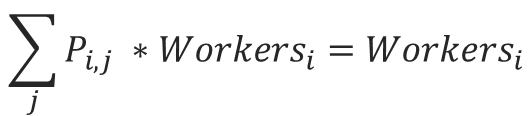 ∑_j P_{i,j} * Workers_i = Workers_i